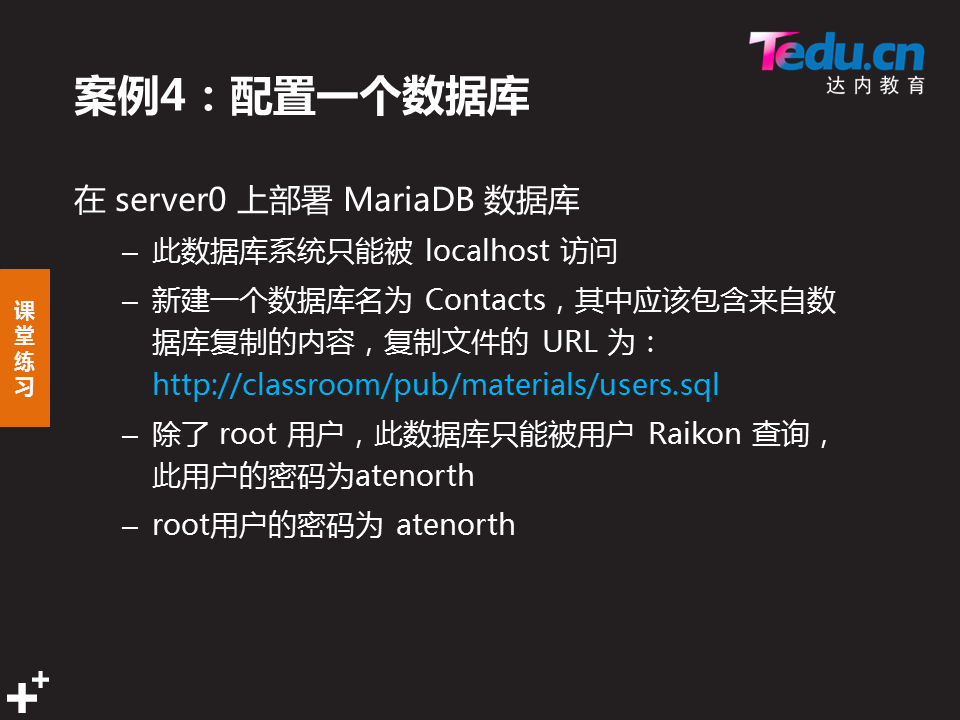 Tedu.cn
达内教育
案例4：配置一个数据库
在 server0 上部署 MariaDB 数据库
– 此数据库系统只能被 localhost 访问
– 新建一个数据库名为 Contacts，其中应该包含来自数
据库复制的内容，复制文件的 URL 为：
http://classroom/pub/materials/users.sql
– 除了 root 用户，此数据库只能被用户 Raikon 查询，
此用户的密码为atenorth
– root用户的密码为 atenorth
课
堂
练
习